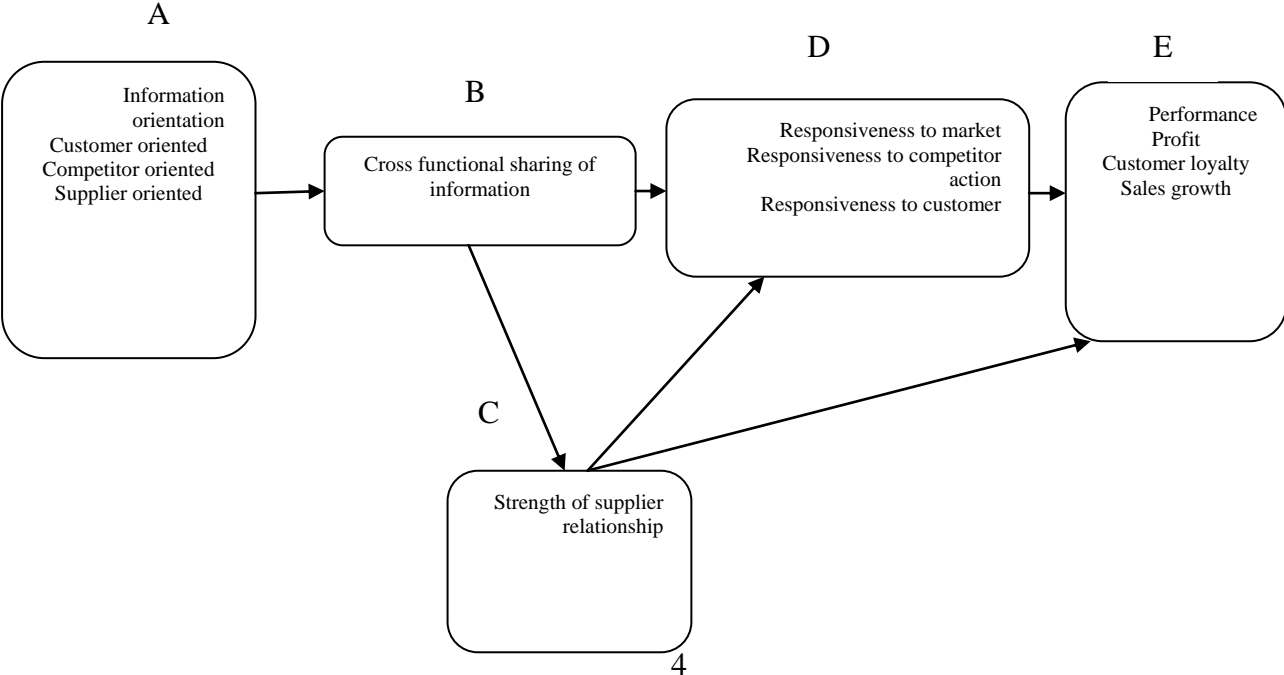 A
Information
orientation
Customer oriented
Competitor oriented
Supplier oriented
B
Cross functional sharing of
information
D
Responsiveness to market
Responsiveness to competitor
action
Responsiveness to customer
E
Performance
Profit
Customer loyalty
Sales growth
C
Strength of supplier
relationship
4